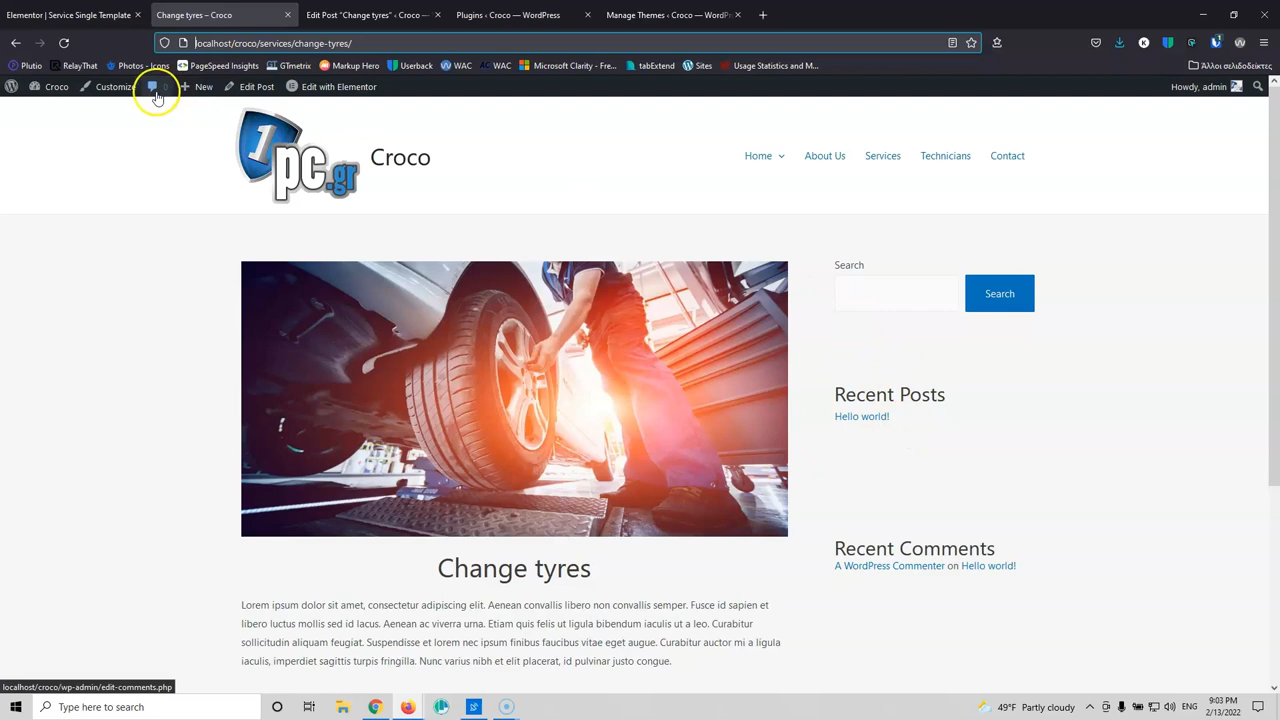 Elementor | Service Single Template
Change tyres – Croco
Edit Post "Change tyres" ‹ Croco
Plugins ‹ Croco — WordPress
Manage Themes ‹ Croco — WordPr
localhost/croco/services/change-tyres/
Plutio
RelayThat
Photos - Icons
PageSpeed Insights
GTmetrix
Markup Hero
Userback
WAC
WAC
Microsoft Clarity - Free...
tabExtend
Sites
Usage Statistics and M...
Άλλοι σελιδοδείκτες
Croco
Customize
0
New
Edit Post
Edit with Elementor
Howdy, admin
1pc.gr
Croco
Home
About Us
Services
Technicians
Contact
Search
Search
Recent Posts
Hello world!
Recent Comments
A WordPress Commenter on Hello world!
Change tyres
Lorem ipsum dolor sit amet, consectetur adipiscing elit. Aenean convallis libero non convallis semper. Fusce id sapien et
libero luctus mollis sed id lacus. Aenean ac viverra urna. Etiam quis felis ut ligula bibendum iaculis ut a leo. Curabitur
sollicitudin aliquam feugiat. Suspendisse et lorem nec ipsum finibus faucibus vitae eget augue. Curabitur auctor mi a ligula
iaculis, imperdiet sagittis turpis fringilla. Nunc varius nibh et elit placerat, id pulvinar justo congue.
localhost/croco/wp-admin/edit-comments.php
Type here to search
49°F Partly cloudy
ENG
9:03 PM
2/13/2022